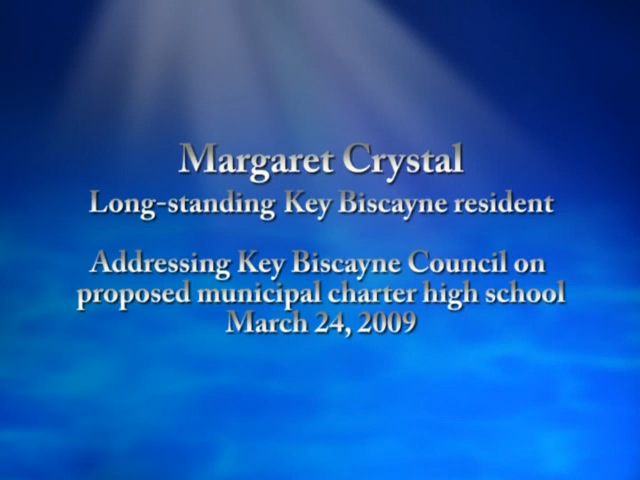 Margaret Crystal
Long-standing Key Biscayne resident
Addressing Key Biscayne Council on
proposed municipal charter high school
March 24, 2009